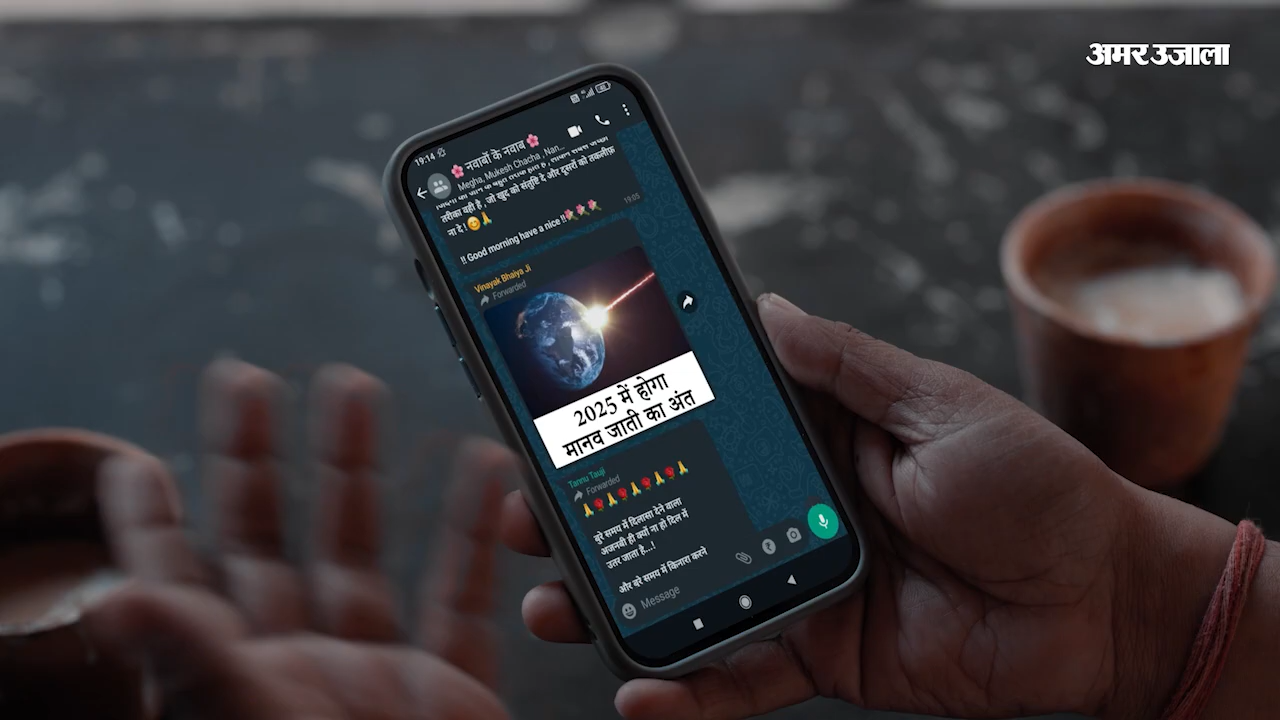 अमर उजाला
19:14
🌸 नवाबों के नवाब 🌸
Megha, Mukesh Chacha, Nan...
तरीका वही है , जो खुद को संतुष्टि दे और दूसरों को तकलीफ़
ना दे ! 😊🙏
!! Good morning have a nice !!💐💐💐
19:05
Vinayak Bhaiya Ji
Forwarded
2025 में होगा
मानव जाती का अंत
Tannu Tauji
Forwarded
🙏🌹🙏🌹🙏🌹🙏🌹🙏
बुरे समय में दिलासा देने वाला
अजनबी ही क्यों ना हो दिल में
उतर जाता है...!
और बुरे समय में किनारा करने
Message